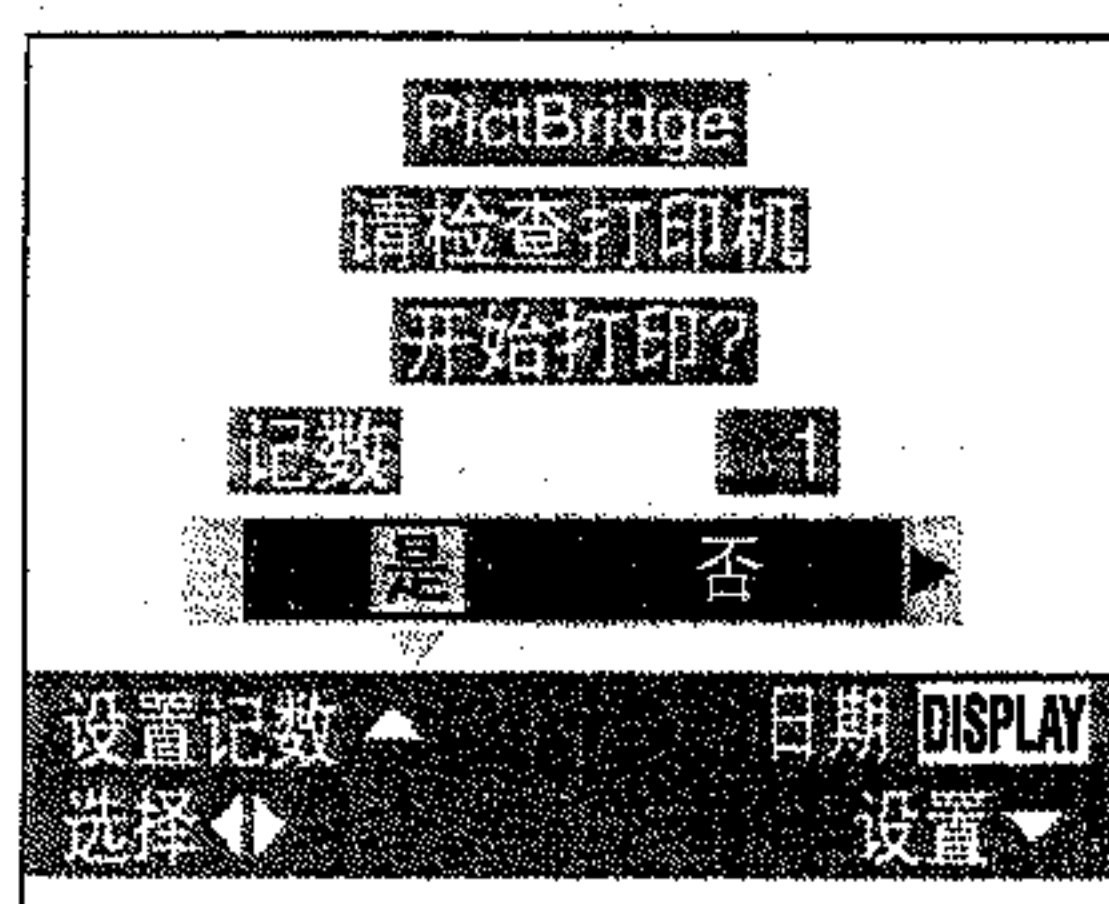 PictBridge
请检查打印机
开始打印?
记数 1
是 否
设置记数 日期 DISPLAY
选择 设置